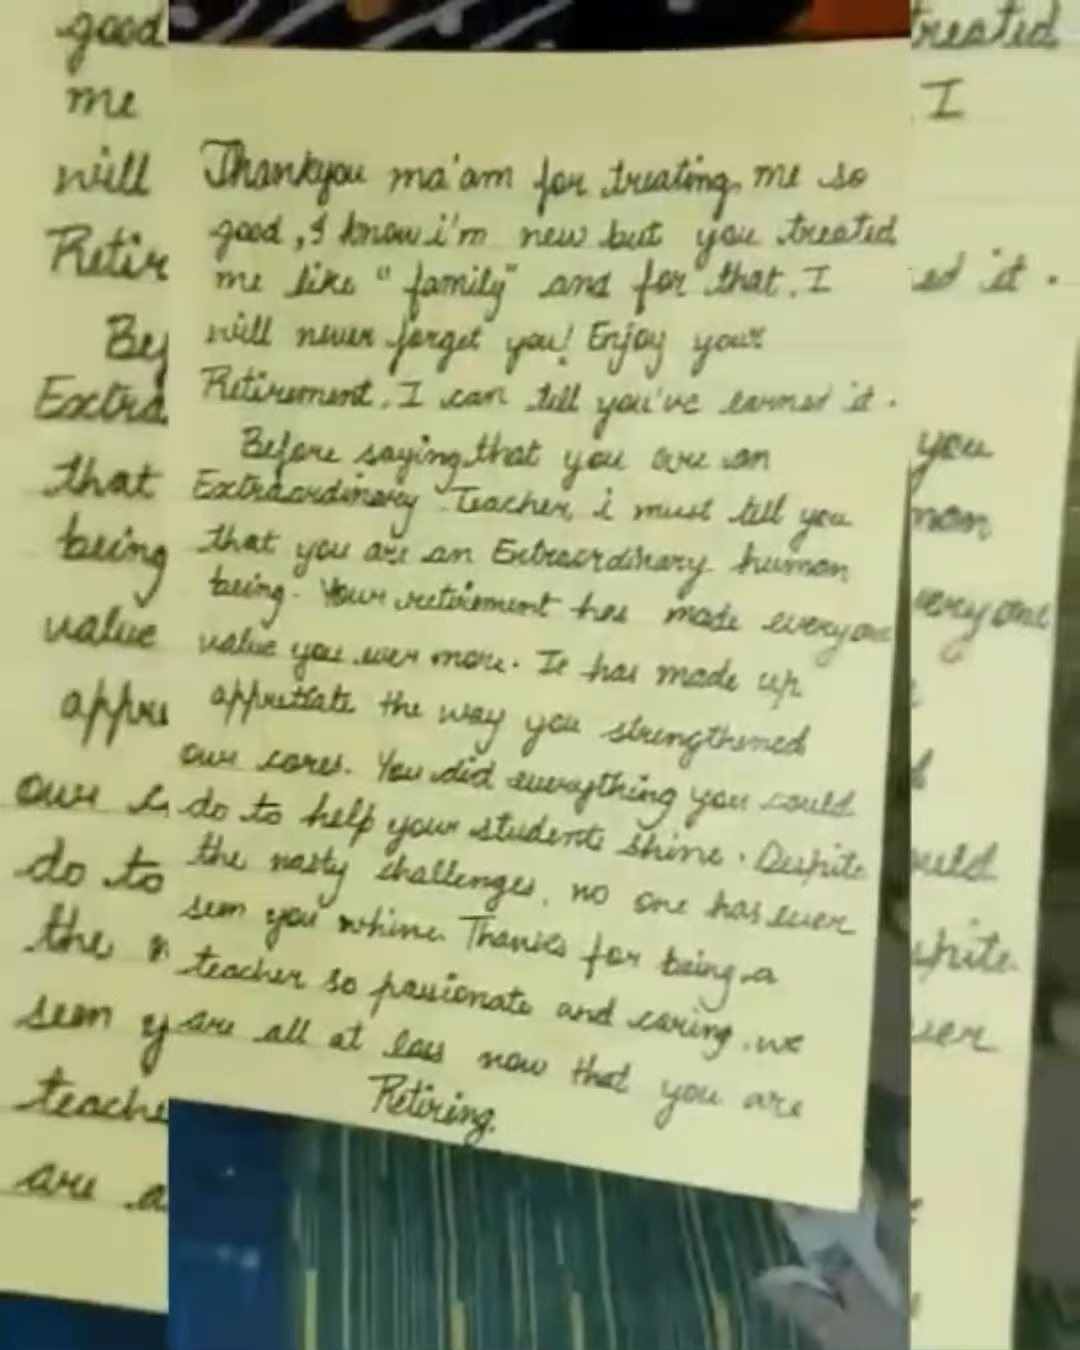 Thankyou ma'am for treating me so
good, I know i'm new but you treated
me like "family" and for that, I
will never forget you! Enjoy your
Retirement, I can tell you've earned it.
Before saying that you are an
Extraordinary Teacher, i must tell you
that you are an Extraordinary human
being. Your retirement has made everyone
value you even more. It has made up
appretiate the way you strengthened
our cores. You did everything you could
do to help your students shine. Despite
the nasty challenges, no one has ever
seen you whine. Thanks for being a
teacher so passionate and caring, we
are all at loss now that you are
Retiring.